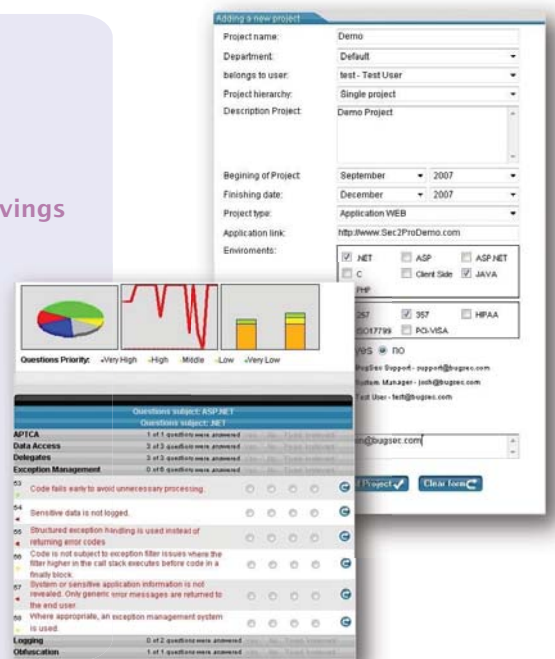 vings
Adding a new project
Project name: Demo
Department: Default
belongs to user: test - Test User
Project hierarchy: Single project
Description Project: Demo Project
Begining of Project: September 2007
Finishing date: December 2007
Project type: Application WEB
Application link: http://www.Sec2ProDemo.com
Enviroments: .NET ASP ASP.NET
C Client Side JAVA
PHP
357 HIPAA
ISO17799 PCI-VISA
yes no
BugSec Support - support@bugsec.com
System Manager - josh@bugsec.com
Test User - test@bugsec.com
@bugsec.com
Project Clear form
Questions Priority: Very High High Middle Low Very Low
Questions subject: ASP.NET
Questions subject: .NET
APTCA 1 of 1 questions were answered
Data Access 3 of 3 questions were answered
Delegates 3 of 3 questions were answered
Exception Management 0 of 6 questions were answered
53 Code fails early to avoid unnecessary processing.
54 Sensitive data is not logged.
55 Structured exception handling is used instead of
returning error codes
56 Code is not subject to exception filter issues where the
filter higher in the call stack executes before code in a
finally block.
57 System or sensitive application information is not
revealed. Only generic error messages are returned to
the end user.
58 Where appropriate, an exception management system
is used.
Logging 0 of 2 questions were answered
Obfuscation 1 of 1 questions were answered